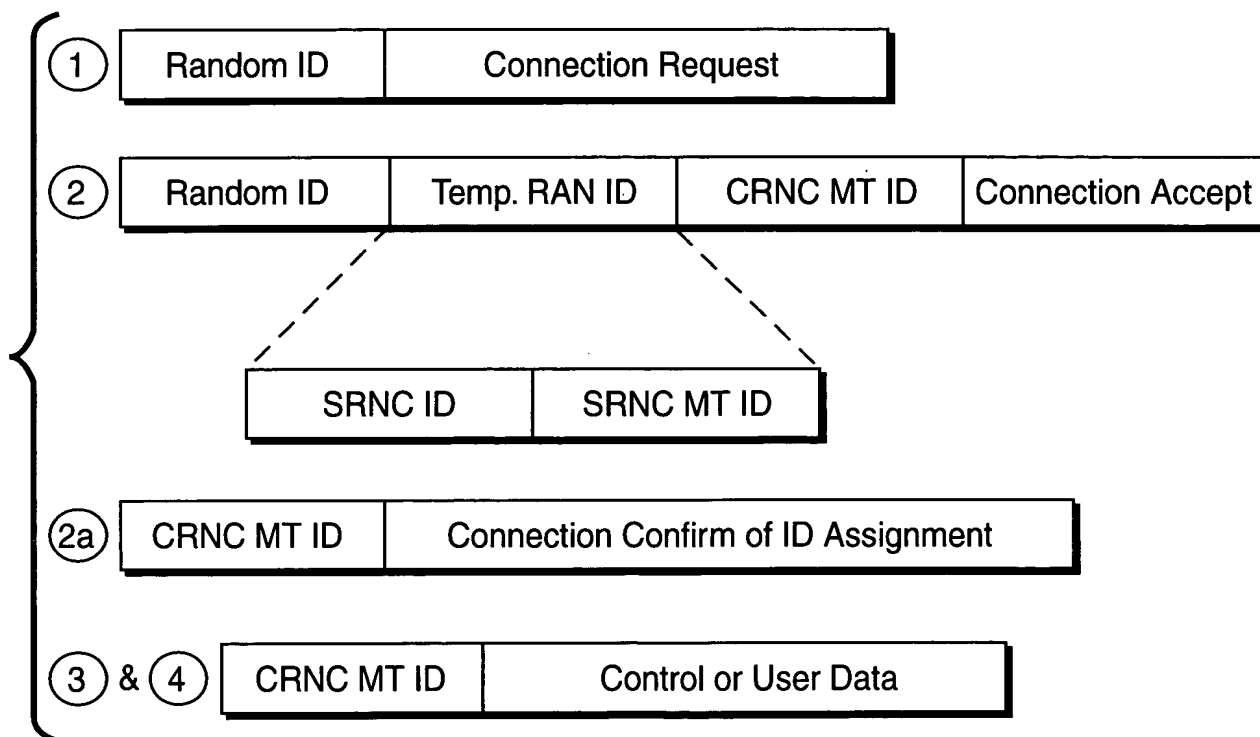 1 Random ID Connection Request
2 Random ID Temp. RAN ID CRNC MT ID Connection Accept
SRNC ID SRNC MT ID
2a CRNC MT ID Connection Confirm of ID Assignment
3 & 4 CRNC MT ID Control or User Data